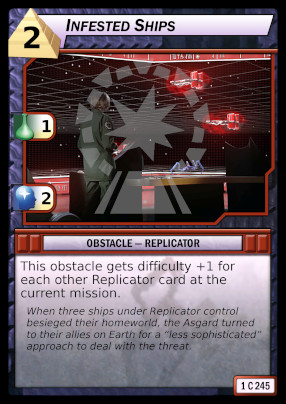 INFESTED SHIPS
2
1
2
OBSTACLE – REPLICATOR
This obstacle gets difficulty +1 for
each other Replicator card at the
current mission.
When three ships under Replicator control
besieged their homeworld, the Asgard turned
to their allies on Earth for a “less sophisticated”
approach to deal with the threat.
1 C 245